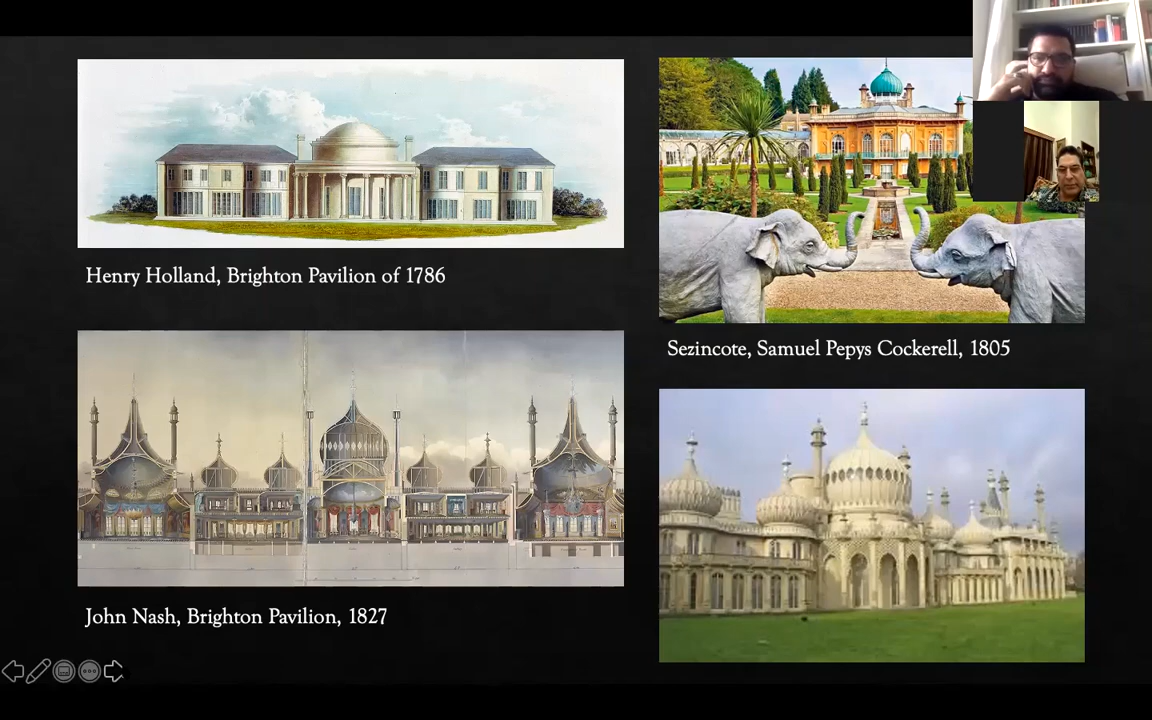 Henry Holland, Brighton Pavilion of 1786
Sezincote, Samuel Pepys Cockerell, 1805
John Nash, Brighton Pavilion, 1827